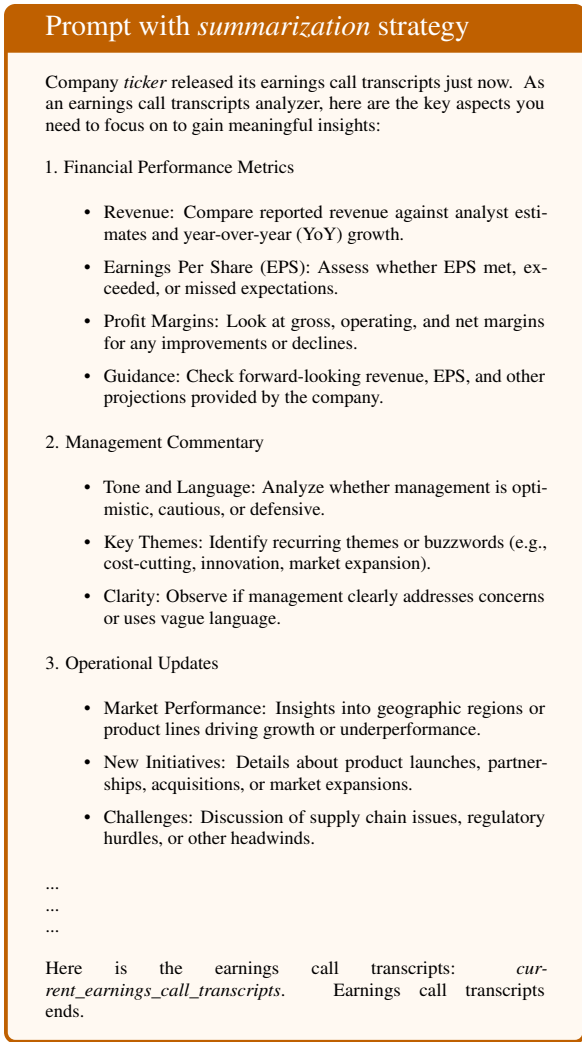 Prompt with summarization strategy
Company ticker released its earnings call transcripts just now. As
an earnings call transcripts analyzer, here are the key aspects you
need to focus on to gain meaningful insights:
1. Financial Performance Metrics
• Revenue: Compare reported revenue against analyst esti-
mates and year-over-year (YoY) growth.
• Earnings Per Share (EPS): Assess whether EPS met, ex-
ceeded, or missed expectations.
• Profit Margins: Look at gross, operating, and net margins
for any improvements or declines.
• Guidance: Check forward-looking revenue, EPS, and other
projections provided by the company.
2. Management Commentary
• Tone and Language: Analyze whether management is opti-
mistic, cautious, or defensive.
• Key Themes: Identify recurring themes or buzzwords (e.g.,
cost-cutting, innovation, market expansion).
• Clarity: Observe if management clearly addresses concerns
or uses vague language.
3. Operational Updates
• Market Performance: Insights into geographic regions or
product lines driving growth or underperformance.
• New Initiatives: Details about product launches, partner-
ships, acquisitions, or market expansions.
• Challenges: Discussion of supply chain issues, regulatory
hurdles, or other headwinds.
...
...
...
Here is the earnings call transcripts: cur-
rent_earnings_call_transcripts. Earnings call transcripts
ends.